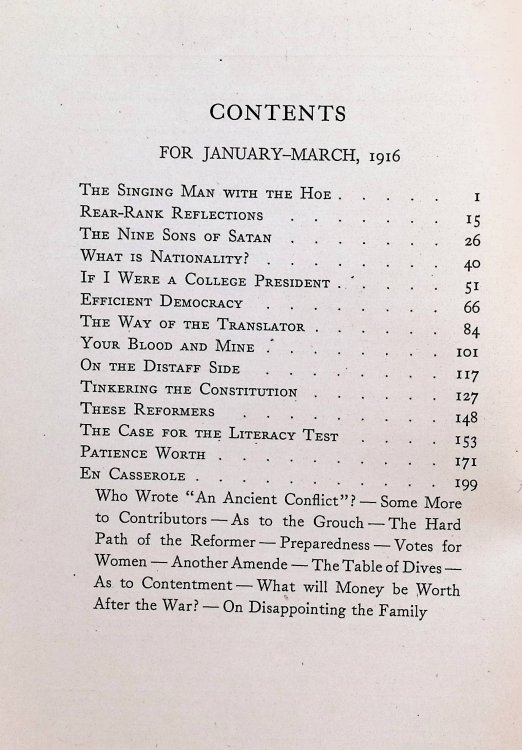 CONTENTS
FOR JANUARY–MARCH, 1916
The Singing Man with the Hoe . . . . . 1
Rear-Rank Reflections . . . . . . 15
The Nine Sons of Satan . . . . . . 26
What is Nationality? . . . . . . . 40
If I Were a College President . . . . . 51
Efficient Democracy . . . . . . . 66
The Way of the Translator . . . . . 84
Your Blood and Mine . . . . . . . 101
On the Distaff Side . . . . . . . 117
Tinkering the Constitution . . . . . 127
These Reformers . . . . . . . 148
The Case for the Literacy Test . . . . 153
Patience Worth . . . . . . . . 171
En Casserole . . . . . . . . . 199
Who Wrote “An Ancient Conflict”? — Some More
to Contributors — As to the Grouch — The Hard
Path of the Reformer — Preparedness — Votes for
Women — Another Amende — The Table of Dives —
As to Contentment — What will Money be Worth
After the War? — On Disappointing the Family